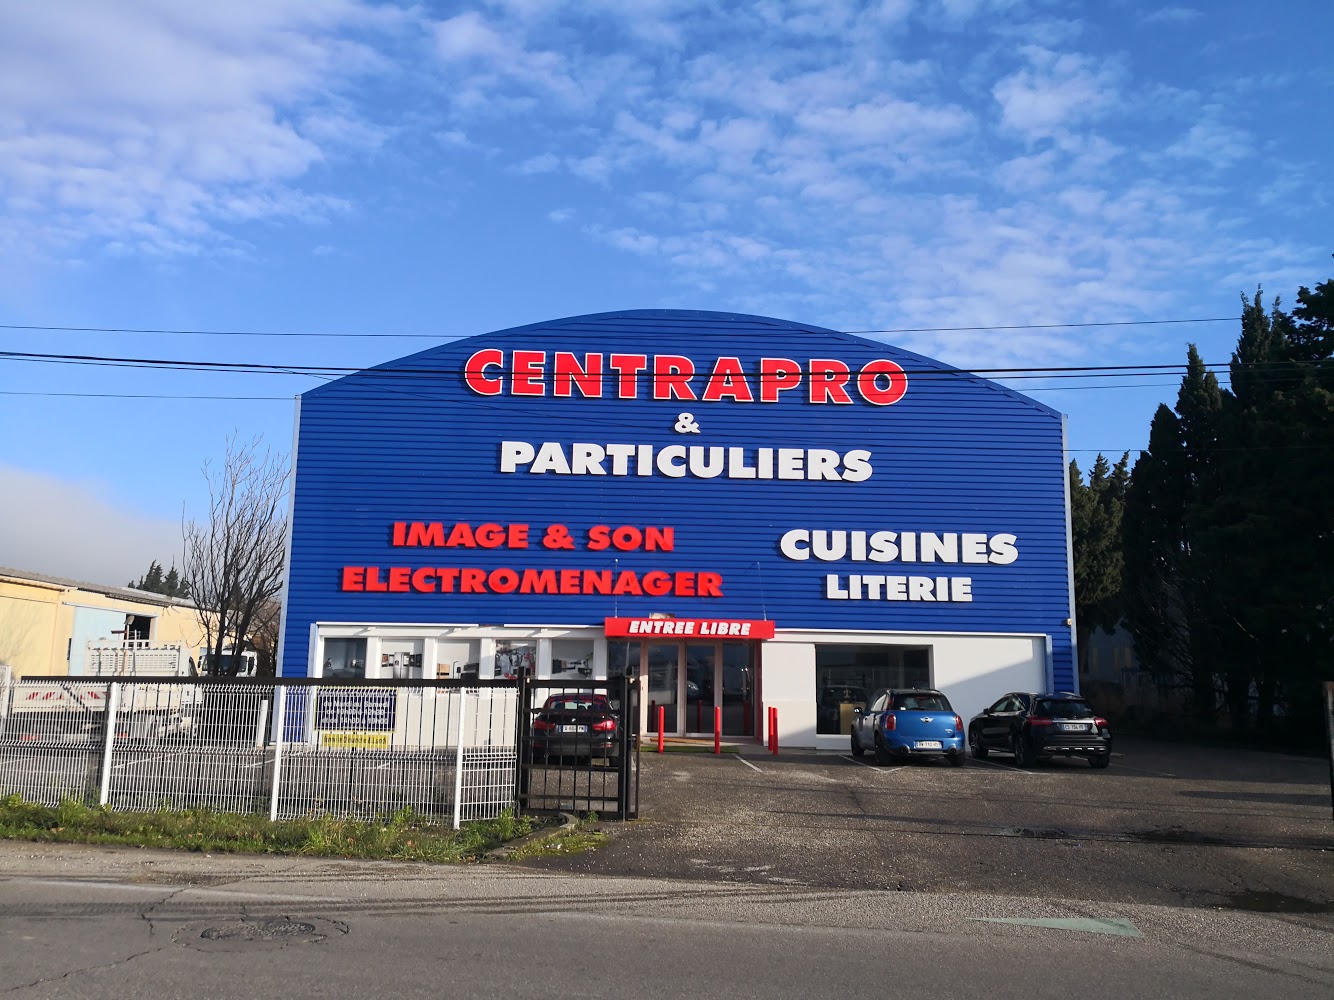 CENTRAPRO
&
PARTICULIERS
IMAGE & SON
ELECTROMENAGER
CUISINES
LITERIE
ENTREE LIBRE